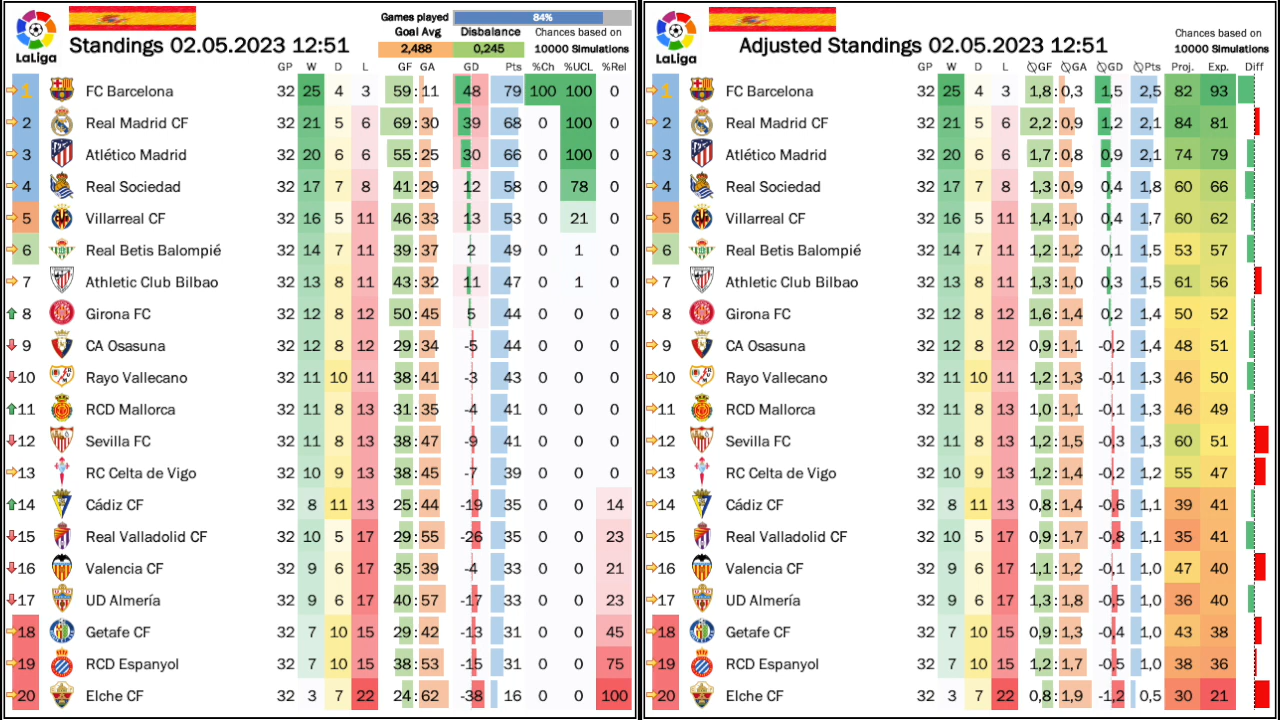 LaLiga
Standings 02.05.2023 12:51
Games played 84%
Goal Avg Disbalance Chances based on
2,488 0,245 10000 Simulations
GP W D L GF GA GD Pts %Ch %UCL %Rel
1 FC Barcelona 32 25 4 3 59:11 48 79 100 100 0
2 Real Madrid CF 32 21 5 6 69:30 39 68 0 100 0
3 Atlético Madrid 32 20 6 6 55:25 30 66 0 100 0
4 Real Sociedad 32 17 7 8 41:29 12 58 0 78 0
5 Villarreal CF 32 16 5 11 46:33 13 53 0 21 0
6 Real Betis Balompié 32 14 7 11 39:37 2 49 0 1 0
7 Athletic Club Bilbao 32 13 8 11 43:32 11 47 0 1 0
8 Girona FC 32 12 8 12 50:45 5 44 0 0 0
9 CA Osasuna 32 12 8 12 29:34 -5 44 0 0 0
10 Rayo Vallecano 32 11 10 11 38:41 -3 43 0 0 0
11 RCD Mallorca 32 11 8 13 31:35 -4 41 0 0 0
12 Sevilla FC 32 11 8 13 38:47 -9 41 0 0 0
13 RC Celta de Vigo 32 10 9 13 38:45 -7 39 0 0 0
14 Cádiz CF 32 8 11 13 25:44 -19 35 0 0 14
15 Real Valladolid CF 32 10 5 17 29:55 -26 35 0 0 23
16 Valencia CF 32 9 6 17 35:39 -4 33 0 0 21
17 UD Almería 32 9 6 17 40:57 -17 33 0 0 23
18 Getafe CF 32 7 10 15 29:42 -13 31 0 0 45
19 RCD Espanyol 32 7 10 15 38:53 -15 31 0 0 75
20 Elche CF 32 3 7 22 24:62 -38 16 0 0 100
LaLiga
Adjusted Standings 02.05.2023 12:51
Chances based on
10000 Simulations
GP W D L ∅GF ∅GA ∅GD ∅Pts Proj. Exp. Diff
1 FC Barcelona 32 25 4 3 1,8:0,3 1,5 2,5 82 93
2 Real Madrid CF 32 21 5 6 2,2:0,9 1,2 2,1 84 81
3 Atlético Madrid 32 20 6 6 1,7:0,8 0,9 2,1 74 79
4 Real Sociedad 32 17 7 8 1,3:0,9 0,4 1,8 60 66
5 Villarreal CF 32 16 5 11 1,4:1,0 0,4 1,7 60 62
6 Real Betis Balompié 32 14 7 11 1,2:1,2 0,1 1,5 53 57
7 Athletic Club Bilbao 32 13 8 11 1,3:1,0 0,3 1,5 61 56
8 Girona FC 32 12 8 12 1,6:1,4 0,2 1,4 50 52
9 CA Osasuna 32 12 8 12 0,9:1,1 -0,2 1,4 48 51
10 Rayo Vallecano 32 11 10 11 1,2:1,3 -0,1 1,3 46 50
11 RCD Mallorca 32 11 8 13 1,0:1,1 -0,1 1,3 46 49
12 Sevilla FC 32 11 8 13 1,2:1,5 -0,3 1,3 60 51
13 RC Celta de Vigo 32 10 9 13 1,2:1,4 -0,2 1,2 55 47
14 Cádiz CF 32 8 11 13 0,8:1,4 -0,6 1,1 39 41
15 Real Valladolid CF 32 10 5 17 0,9:1,7 -0,8 1,1 35 41
16 Valencia CF 32 9 6 17 1,1:1,2 -0,1 1,0 47 40
17 UD Almería 32 9 6 17 1,3:1,8 -0,5 1,0 36 40
18 Getafe CF 32 7 10 15 0,9:1,3 -0,4 1,0 43 38
19 RCD Espanyol 32 7 10 15 1,2:1,7 -0,5 1,0 38 36
20 Elche CF 32 3 7 22 0,8:1,9 -1,2 0,5 30 21